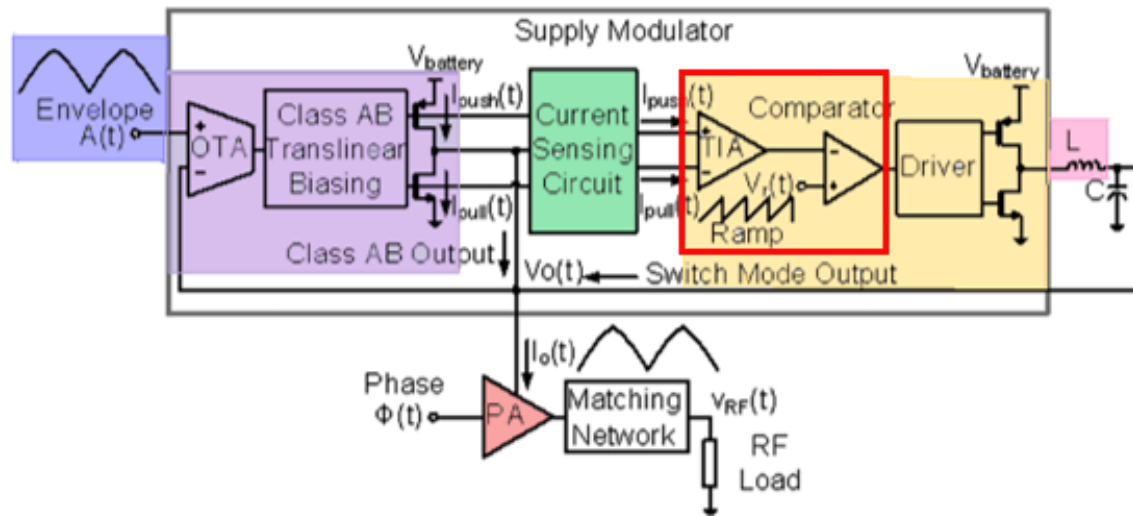 Supply Modulator
Envelope
A(t)
OTA
+
-
Class AB
Translinear
Biasing
Vbattery
Ipush(t)
Ipull(t)
Class AB Output
Current
Sensing
Circuit
Ipush(t)
Ipull(t)
TIA
+
-
Comparator
-
+
Vr(t)
Ramp
Driver
Vbattery
L
C
Vo(t)
Switch Mode Output
Io(t)
Phase
Φ(t)
PA
Matching
Network
vRF(t)
RF
Load